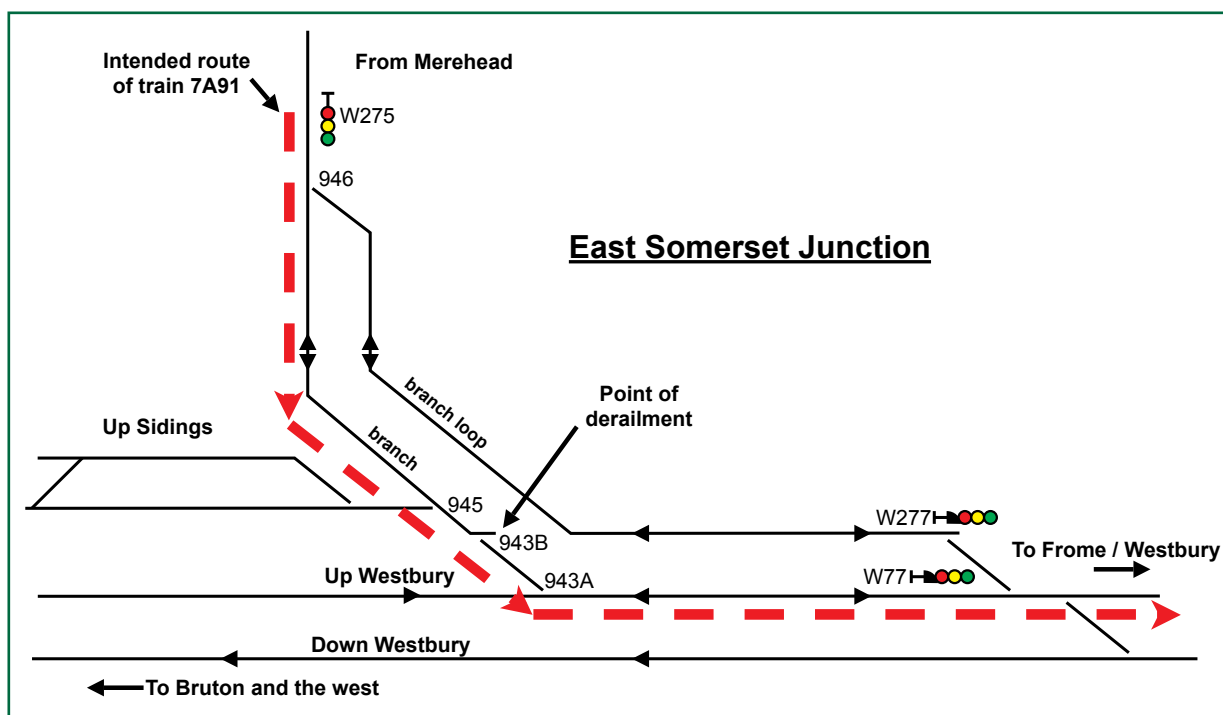 Intended route
of train 7A91
From Merehead
W275
946
East Somerset Junction
branch loop
Point of
derailment
Up Sidings
branch
945
943B
W277
To Frome / Westbury
Up Westbury
943A
W77
Down Westbury
To Bruton and the west